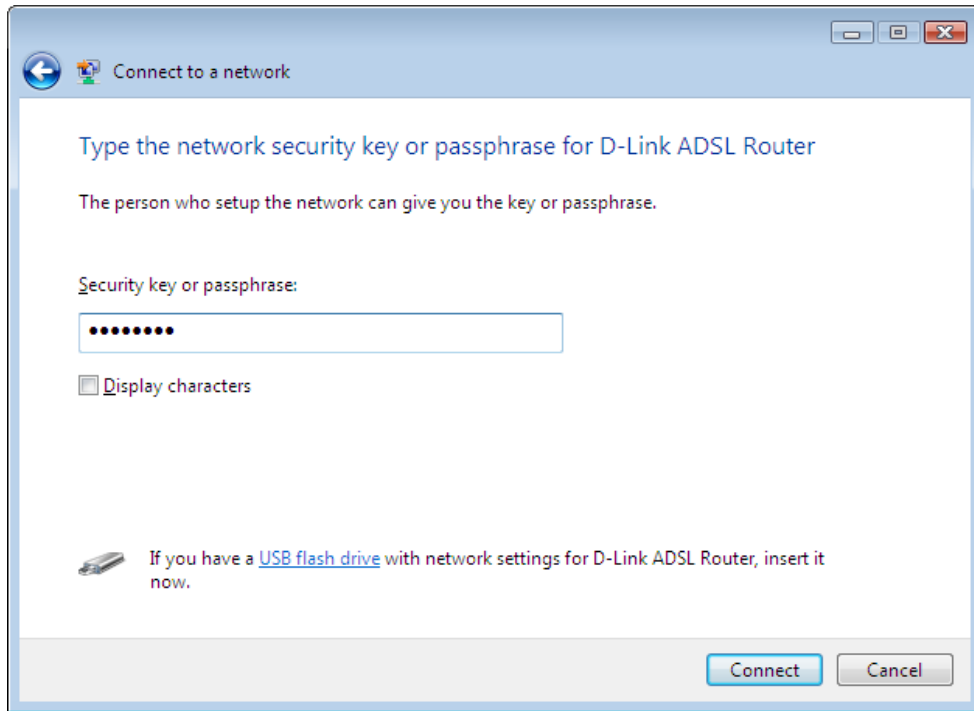 Connect to a network
Type the network security key or passphrase for D-Link ADSL Router
The person who setup the network can give you the key or passphrase.
Security key or passphrase:
••••••••
Display characters
If you have a USB flash drive with network settings for D-Link ADSL Router, insert it
now.
Connect Cancel